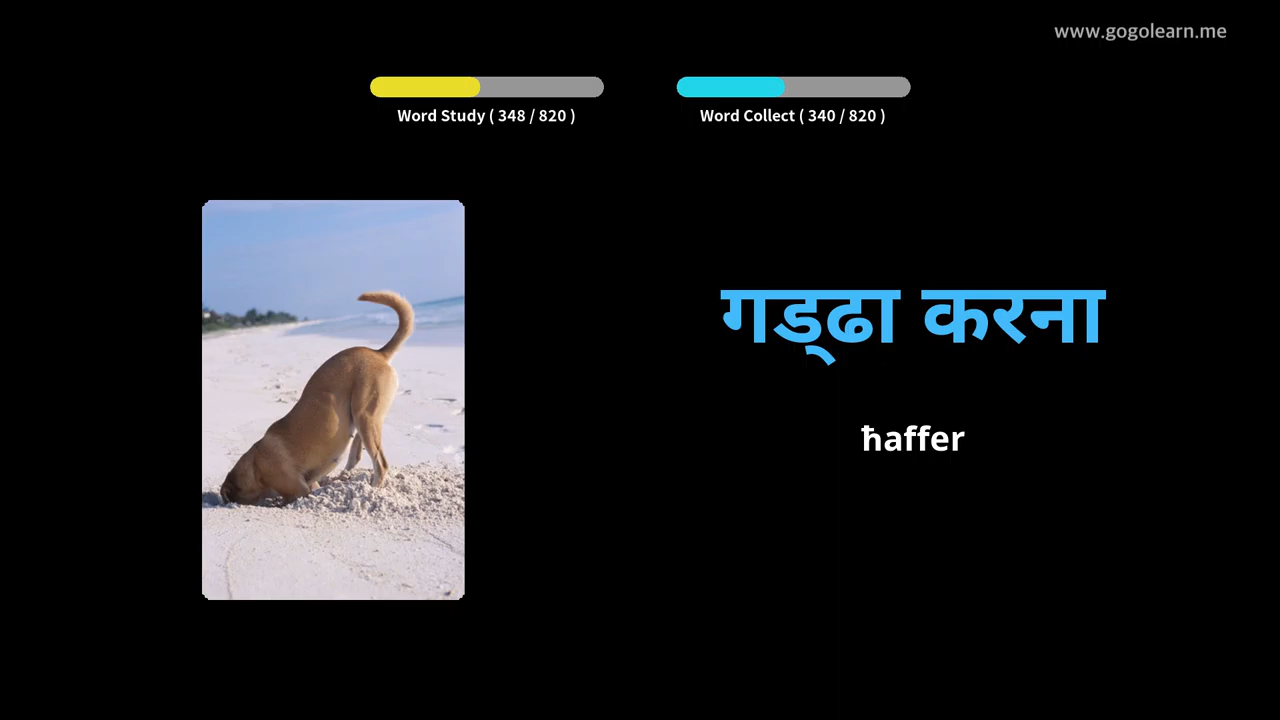 www.gogolearn.me
Word Study ( 348 / 820 )
Word Collect ( 340 / 820 )
गड्ढा करना
ħaffer